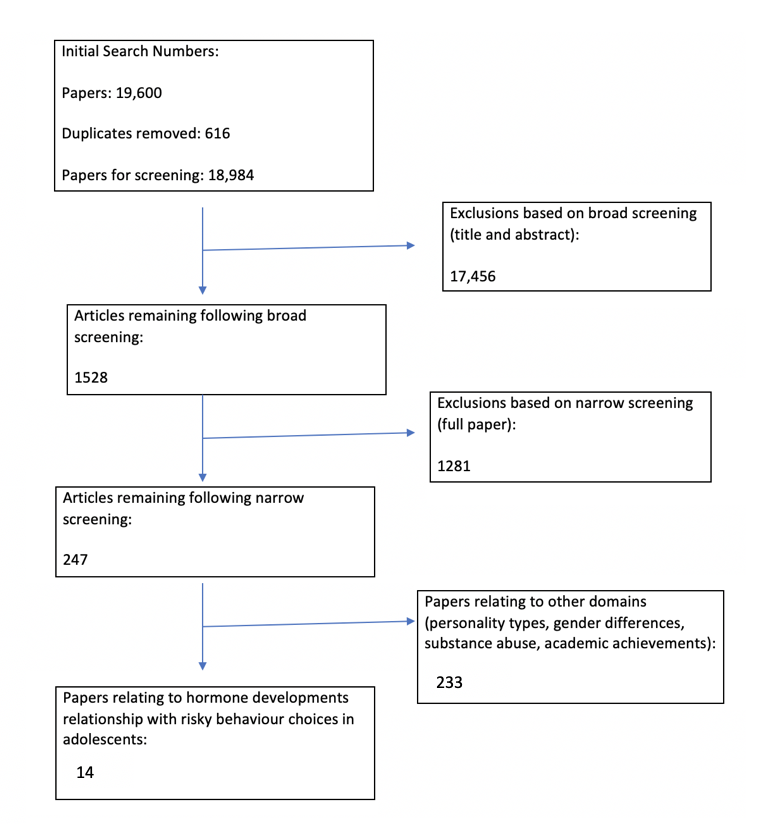 Initial Search Numbers:
Papers: 19,600
Duplicates removed: 616
Papers for screening: 18,984
Exclusions based on broad screening
(title and abstract):
17,456
Articles remaining following broad
screening:
1528
Exclusions based on narrow screening
(full paper):
1281
Articles remaining following narrow
screening:
247
Papers relating to other domains
(personality types, gender differences,
substance abuse, academic achievements):
233
Papers relating to hormone developments
relationship with risky behaviour choices in
adolescents:
14